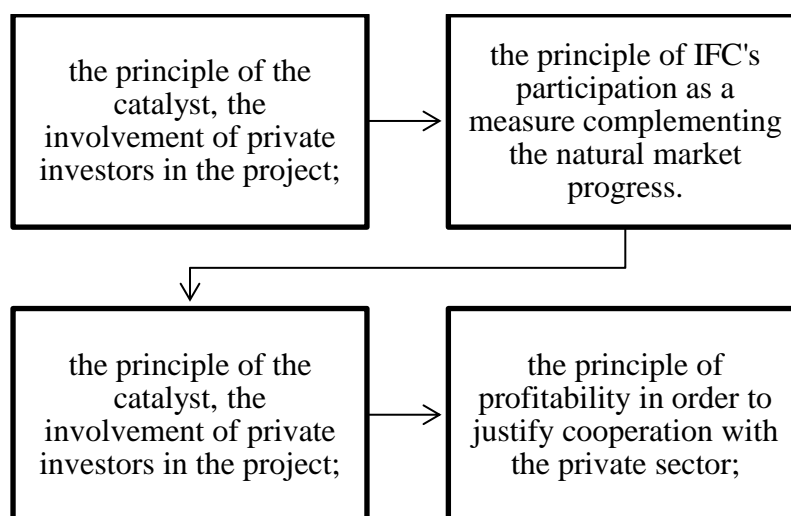 the principle of the
catalyst, the
involvement of private
investors in the project;
the principle of IFC's
participation as a
measure complementing
the natural market
progress.
the principle of the
catalyst, the
involvement of private
investors in the project;
the principle of
profitability in order to
justify cooperation with
the private sector;